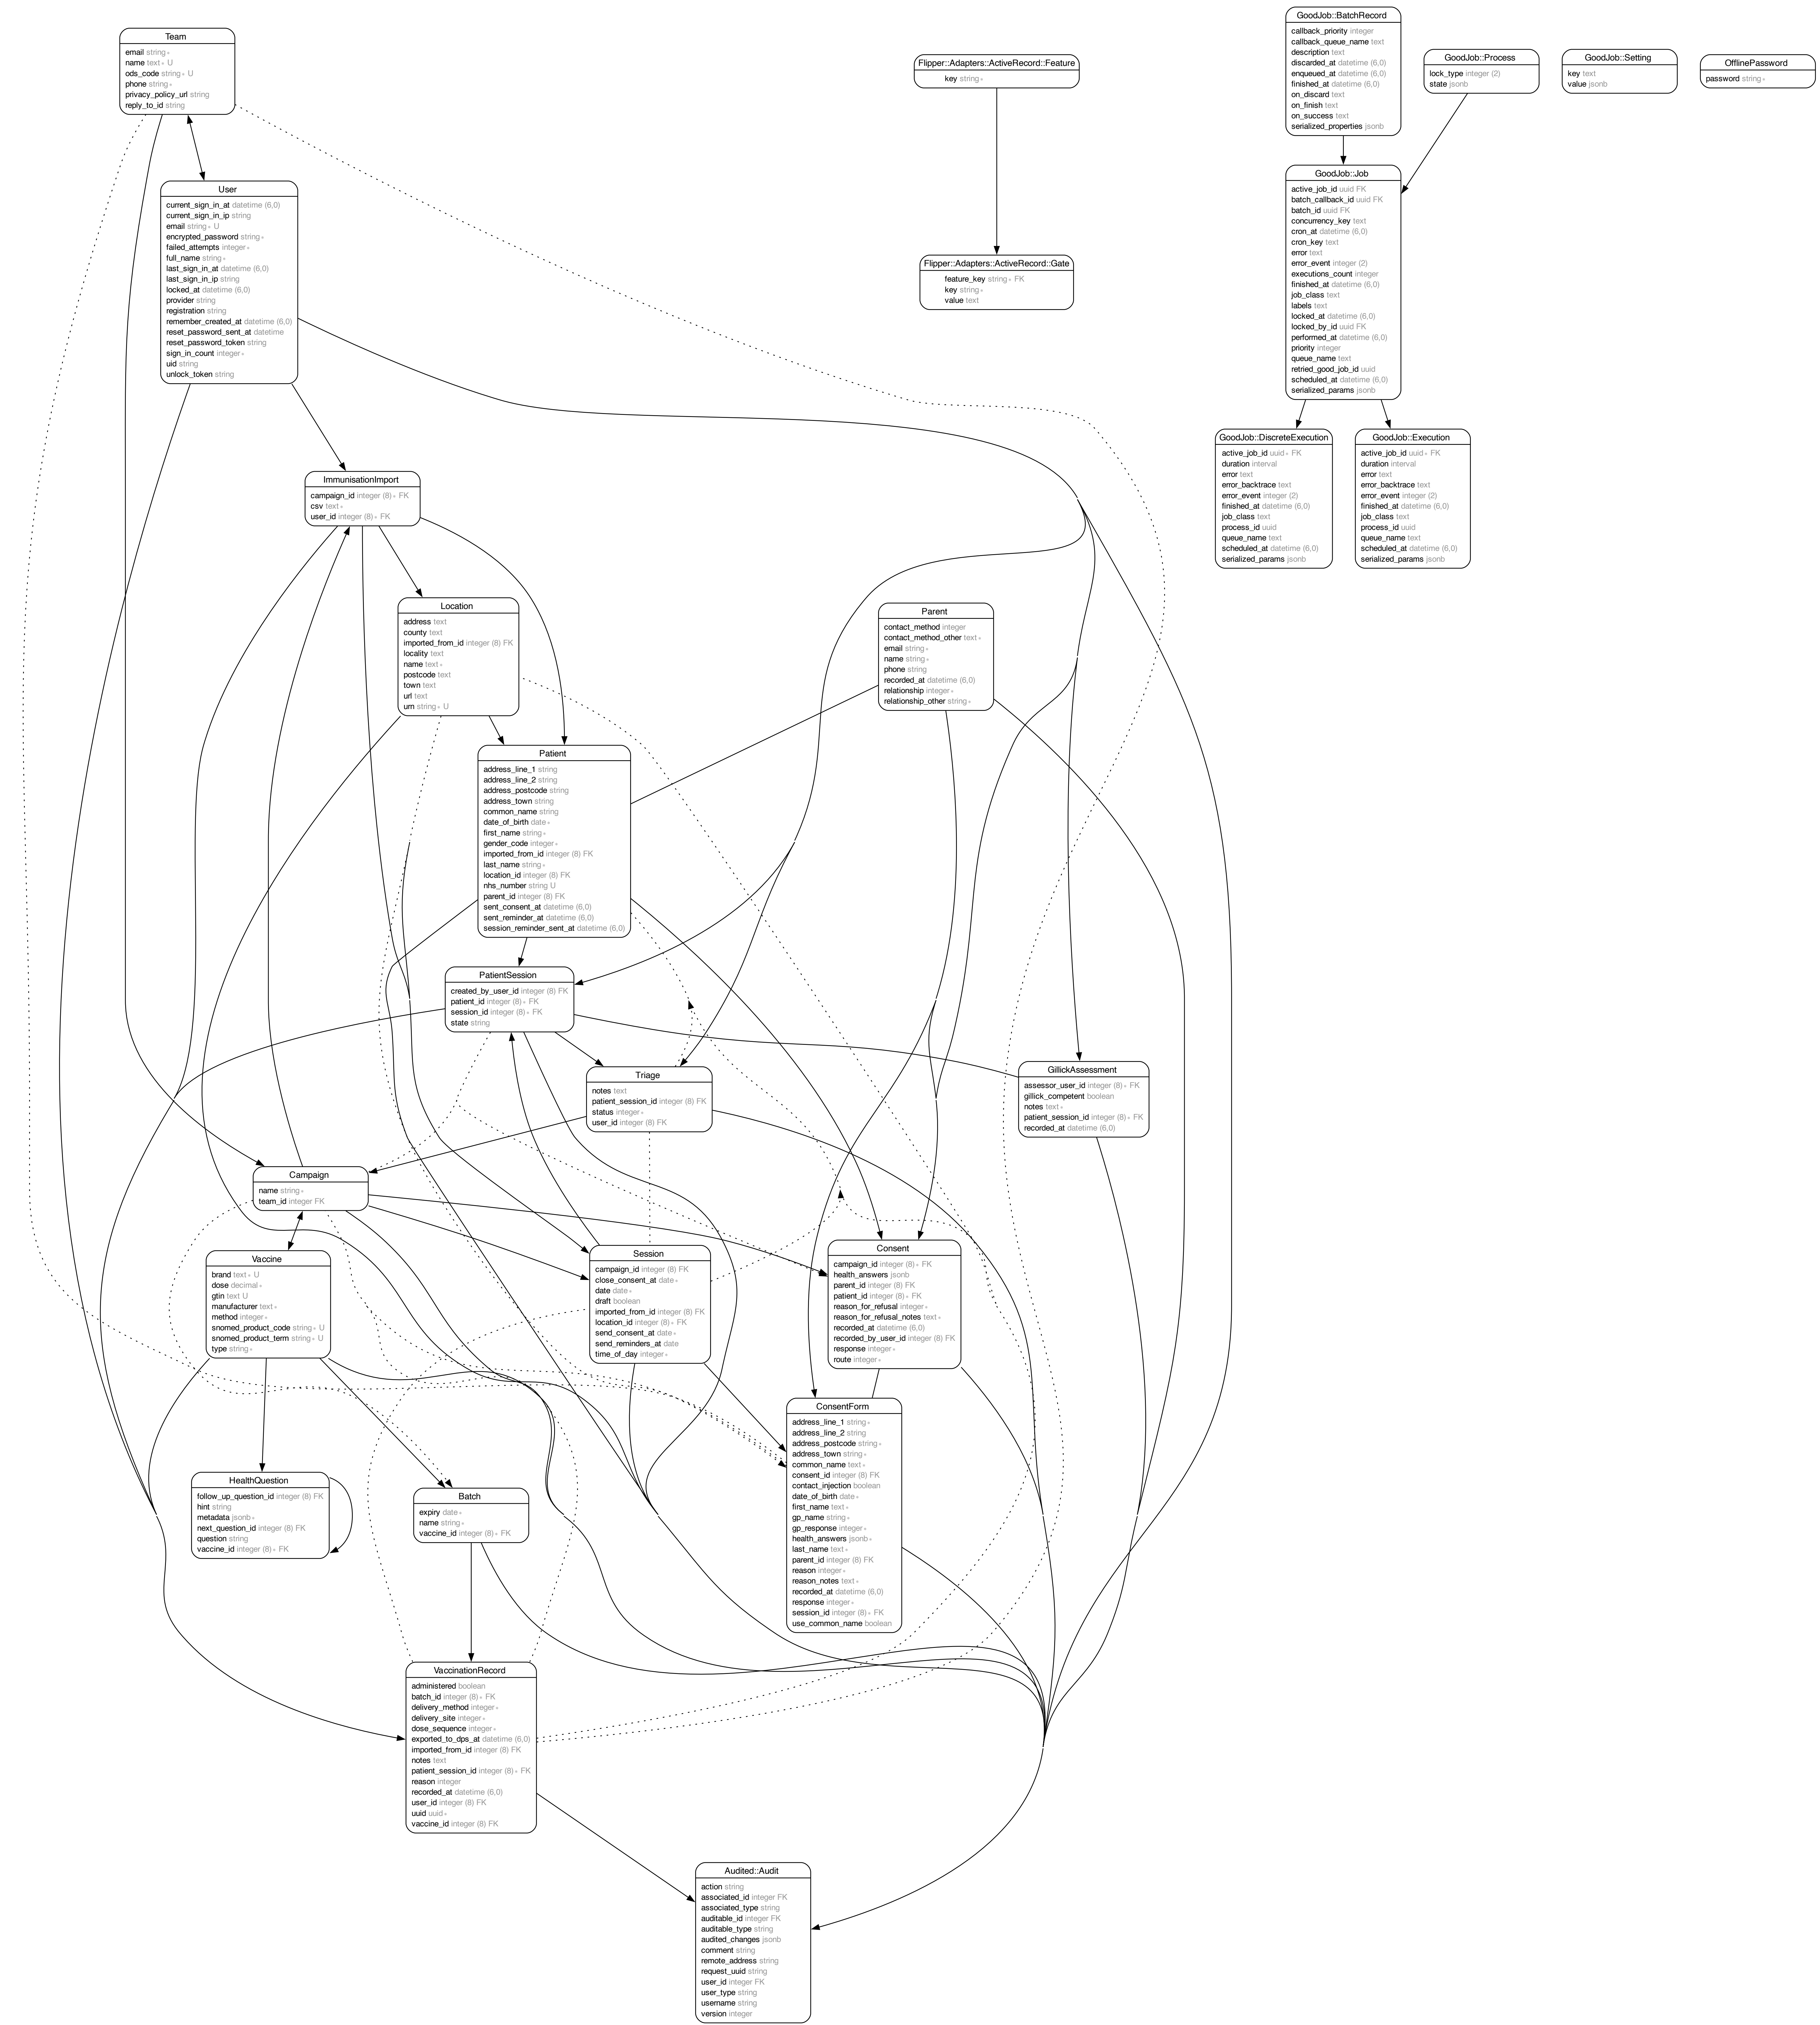 Team
email string ∗
name text ∗ U
ods_code string ∗ U
phone string ∗
privacy_policy_url string
reply_to_id string
User
current_sign_in_at datetime (6,0)
current_sign_in_ip string
email string ∗ U
encrypted_password string ∗
failed_attempts integer ∗
full_name string ∗
last_sign_in_at datetime (6,0)
last_sign_in_ip string
locked_at datetime (6,0)
provider string
registration string
remember_created_at datetime (6,0)
reset_password_sent_at datetime
reset_password_token string
sign_in_count integer ∗
uid string
unlock_token string
Flipper::Adapters::ActiveRecord::Feature
key string ∗
Flipper::Adapters::ActiveRecord::Gate
feature_key string ∗ FK
key string ∗
value text
GoodJob::BatchRecord
callback_priority integer
callback_queue_name text
description text
discarded_at datetime (6,0)
enqueued_at datetime (6,0)
finished_at datetime (6,0)
on_discard text
on_finish text
on_success text
serialized_properties jsonb
GoodJob::Process
lock_type integer (2)
state jsonb
GoodJob::Setting
key text
value jsonb
OfflinePassword
password string ∗
GoodJob::Job
active_job_id uuid FK
batch_callback_id uuid FK
batch_id uuid FK
concurrency_key text
cron_at datetime (6,0)
cron_key text
error text
error_event integer (2)
executions_count integer
finished_at datetime (6,0)
job_class text
labels text
locked_at datetime (6,0)
locked_by_id uuid FK
performed_at datetime (6,0)
priority integer
queue_name text
retried_good_job_id uuid
scheduled_at datetime (6,0)
serialized_params jsonb
GoodJob::DiscreteExecution
active_job_id uuid ∗ FK
duration interval
error text
error_backtrace text
error_event integer (2)
finished_at datetime (6,0)
job_class text
process_id uuid
queue_name text
scheduled_at datetime (6,0)
serialized_params jsonb
GoodJob::Execution
active_job_id uuid ∗ FK
duration interval
error text
error_backtrace text
error_event integer (2)
finished_at datetime (6,0)
job_class text
process_id uuid
queue_name text
scheduled_at datetime (6,0)
serialized_params jsonb
ImmunisationImport
campaign_id integer (8) ∗ FK
csv text ∗
user_id integer (8) ∗ FK
Location
address text
county text
imported_from_id integer (8) FK
locality text
name text ∗
postcode text
town text
url text
urn string ∗ U
Parent
contact_method integer
contact_method_other text ∗
email string ∗
name string ∗
phone string
recorded_at datetime (6,0)
relationship integer ∗
relationship_other string ∗
Patient
address_line_1 string
address_line_2 string
address_postcode string
address_town string
common_name string
date_of_birth date ∗
first_name string ∗
gender_code integer ∗
imported_from_id integer (8) FK
last_name string ∗
location_id integer (8) FK
nhs_number string U
parent_id integer (8) FK
sent_consent_at datetime (6,0)
sent_reminder_at datetime (6,0)
session_reminder_sent_at datetime (6,0)
PatientSession
created_by_user_id integer (8) FK
patient_id integer (8) ∗ FK
session_id integer (8) ∗ FK
state string
Triage
notes text
patient_session_id integer (8) FK
status integer ∗
user_id integer (8) FK
GillickAssessment
assessor_user_id integer (8) ∗ FK
gillick_competent boolean
notes text ∗
patient_session_id integer (8) ∗ FK
recorded_at datetime (6,0)
Campaign
name string ∗
team_id integer FK
Vaccine
brand text ∗ U
dose decimal ∗
gtin text U
manufacturer text ∗
method integer ∗
snomed_product_code string ∗ U
snomed_product_term string ∗ U
type string ∗
Session
campaign_id integer (8) FK
close_consent_at date ∗
date date ∗
draft boolean
imported_from_id integer (8) FK
location_id integer (8) ∗ FK
send_consent_at date ∗
send_reminders_at date
time_of_day integer ∗
Consent
campaign_id integer (8) ∗ FK
health_answers jsonb
parent_id integer (8) FK
patient_id integer (8) ∗ FK
reason_for_refusal integer ∗
reason_for_refusal_notes text ∗
recorded_at datetime (6,0)
recorded_by_user_id integer (8) FK
response integer ∗
route integer ∗
ConsentForm
address_line_1 string ∗
address_line_2 string
address_postcode string ∗
address_town string ∗
common_name text ∗
consent_id integer (8) FK
contact_injection boolean
date_of_birth date ∗
first_name text ∗
gp_name string ∗
gp_response integer ∗
health_answers jsonb ∗
last_name text ∗
parent_id integer (8) FK
reason integer ∗
reason_notes text ∗
recorded_at datetime (6,0)
response integer ∗
session_id integer (8) ∗ FK
use_common_name boolean
HealthQuestion
follow_up_question_id integer (8) FK
hint string
metadata jsonb ∗
next_question_id integer (8) FK
question string
vaccine_id integer (8) ∗ FK
Batch
expiry date ∗
name string ∗
vaccine_id integer (8) ∗ FK
VaccinationRecord
administered boolean
batch_id integer (8) ∗ FK
delivery_method integer ∗
delivery_site integer ∗
dose_sequence integer ∗
exported_to_dps_at datetime (6,0)
imported_from_id integer (8) FK
notes text
patient_session_id integer (8) ∗ FK
reason integer
recorded_at datetime (6,0)
user_id integer (8) FK
uuid uuid ∗
vaccine_id integer (8) FK
Audited::Audit
action string
associated_id integer FK
associated_type string
auditable_id integer FK
auditable_type string
audited_changes jsonb
comment string
remote_address string
request_uuid string
user_id integer FK
user_type string
username string
version integer